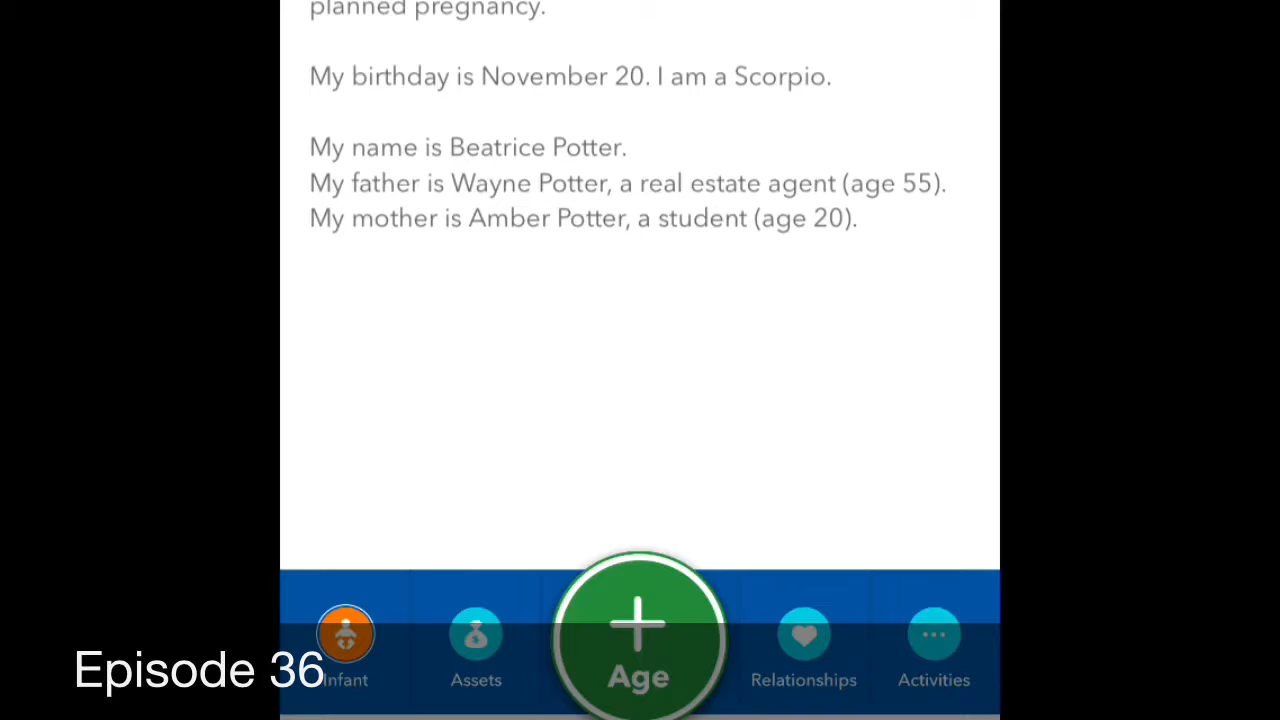 planned pregnancy.
My birthday is November 20. I am a Scorpio.
My name is Beatrice Potter.
My father is Wayne Potter, a real estate agent (age 55).
My mother is Amber Potter, a student (age 20).
Infant
Assets
Age
Relationships
Activities
Episode 36